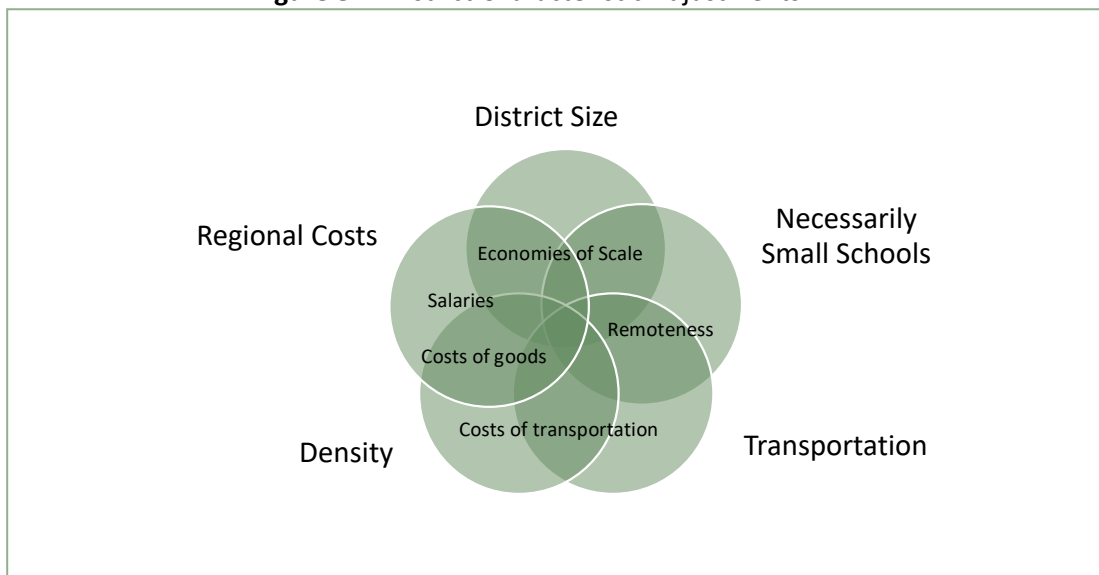 District Size
Regional Costs
Necessarily
Small Schools
Economies of Scale
Salaries
Remoteness
Costs of goods
Costs of transportation
Density
Transportation